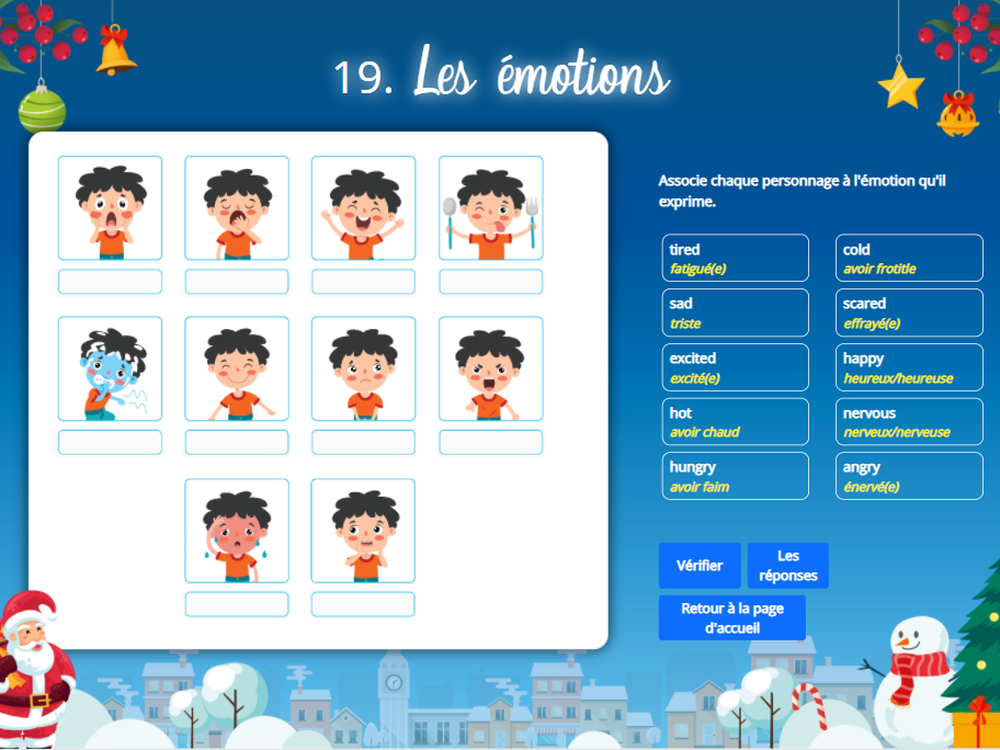 19. Les émotions
Associe chaque personnage à l'émotion qu'il
exprime.
tired
fatigué(e)
cold
avoir frotitle
sad
triste
scared
effrayé(e)
excited
excité(e)
happy
heureux/heureuse
hot
avoir chaud
nervous
nerveux/nerveuse
hungry
avoir faim
angry
énervé(e)
Vérifier
Les
réponses
Retour à la page
d'accueil